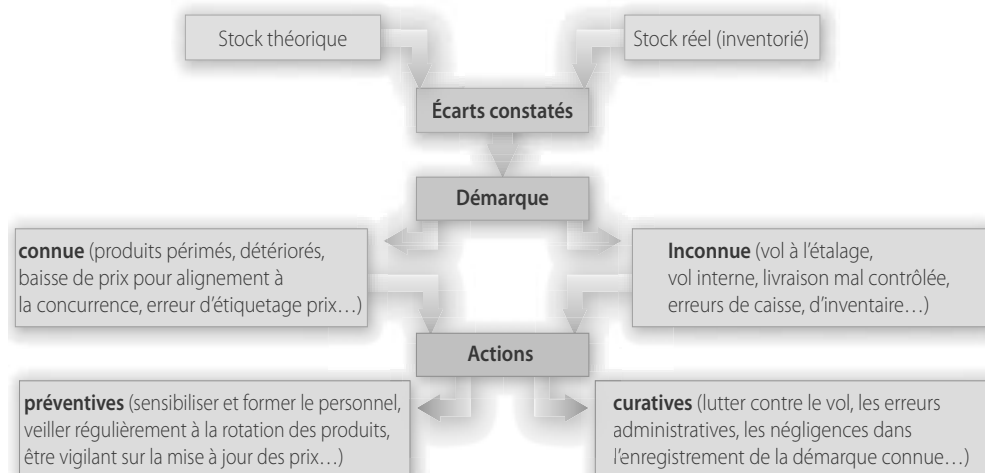 Stock théorique
Stock réel (inventorié)
Écarts constatés
Démarque
connue (produits périmés, détériorés,
baisse de prix pour alignement à
la concurrence, erreur d'étiquetage prix…)
Inconnue (vol à l'étalage,
vol interne, livraison mal contrôlée,
erreurs de caisse, d'inventaire…)
Actions
préventives (sensibiliser et former le personnel,
veiller régulièrement à la rotation des produits,
être vigilant sur la mise à jour des prix…)
curatives (lutter contre le vol, les erreurs
administratives, les négligences dans
l'enregistrement de la démarque connue…)